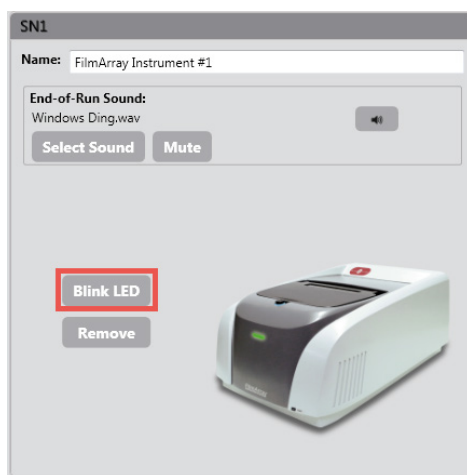 SN1
Name: FilmArray Instrument #1
End-of-Run Sound:
Windows Ding.wav
Select Sound Mute
Blink LED
Remove